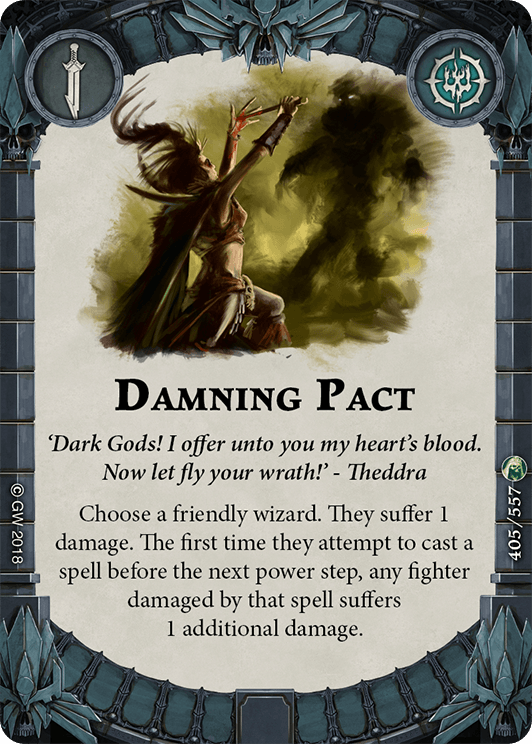 Damning Pact
‘Dark Gods! I offer unto you my heart’s blood.
Now let fly your wrath!’ - Theddra
Choose a friendly wizard. They suffer 1
damage. The first time they attempt to cast a
spell before the next power step, any fighter
damaged by that spell suffers
1 additional damage.
© GW 2018
405/557